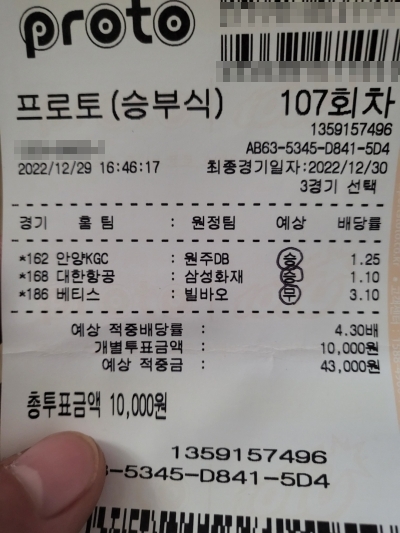 proto
프로토(승부식) 107회차
1359157496
AB63-5345-D841-5D4
2022/12/29 16:46:17 최종경기일자:2022/12/30
3경기 선택
경기 홈 팀 : 원정팀 예상 배당률
*162 안양KGC : 원주DB 승 1.25
*168 대한항공 : 삼성화재 승 1.10
*186 베티스 : 빌바오 무 3.10
예상 적중배당률 : 4.30배
개별투표금액 : 10,000원
예상 적중금 : 43,000원
총투표금액 10,000원
1359157496
-5345-D841-5D4